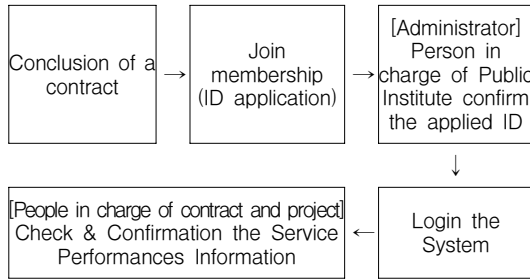 Conclusion of a
contract
→
Join
membership
(ID application)
→
[Administrator]
Person in
charge of Public
Institute confirm
the applied ID
↓
Login the
System
←
[People in charge of contract and project]
Check & Confirmation the Service
Performances Information